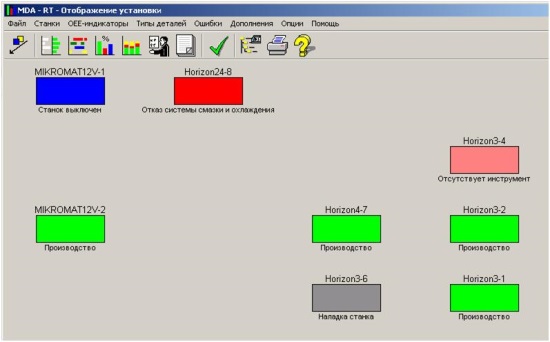 MDA - RT - Отображение установки
Файл Станки OEE-индикаторы Типы деталей Ошибки Дополнения Опции Помощь
MIKROMAT12V-1 Horizon24-8
Станок выключен Отказ системы смазки и охлаждения
Horizon3-4
Отсутствует инструмент
MIKROMAT12V-2 Horizon4-7 Horizon3-2
Производство Производство Производство
Horizon3-6 Horizon3-1
Наладка станка Производство